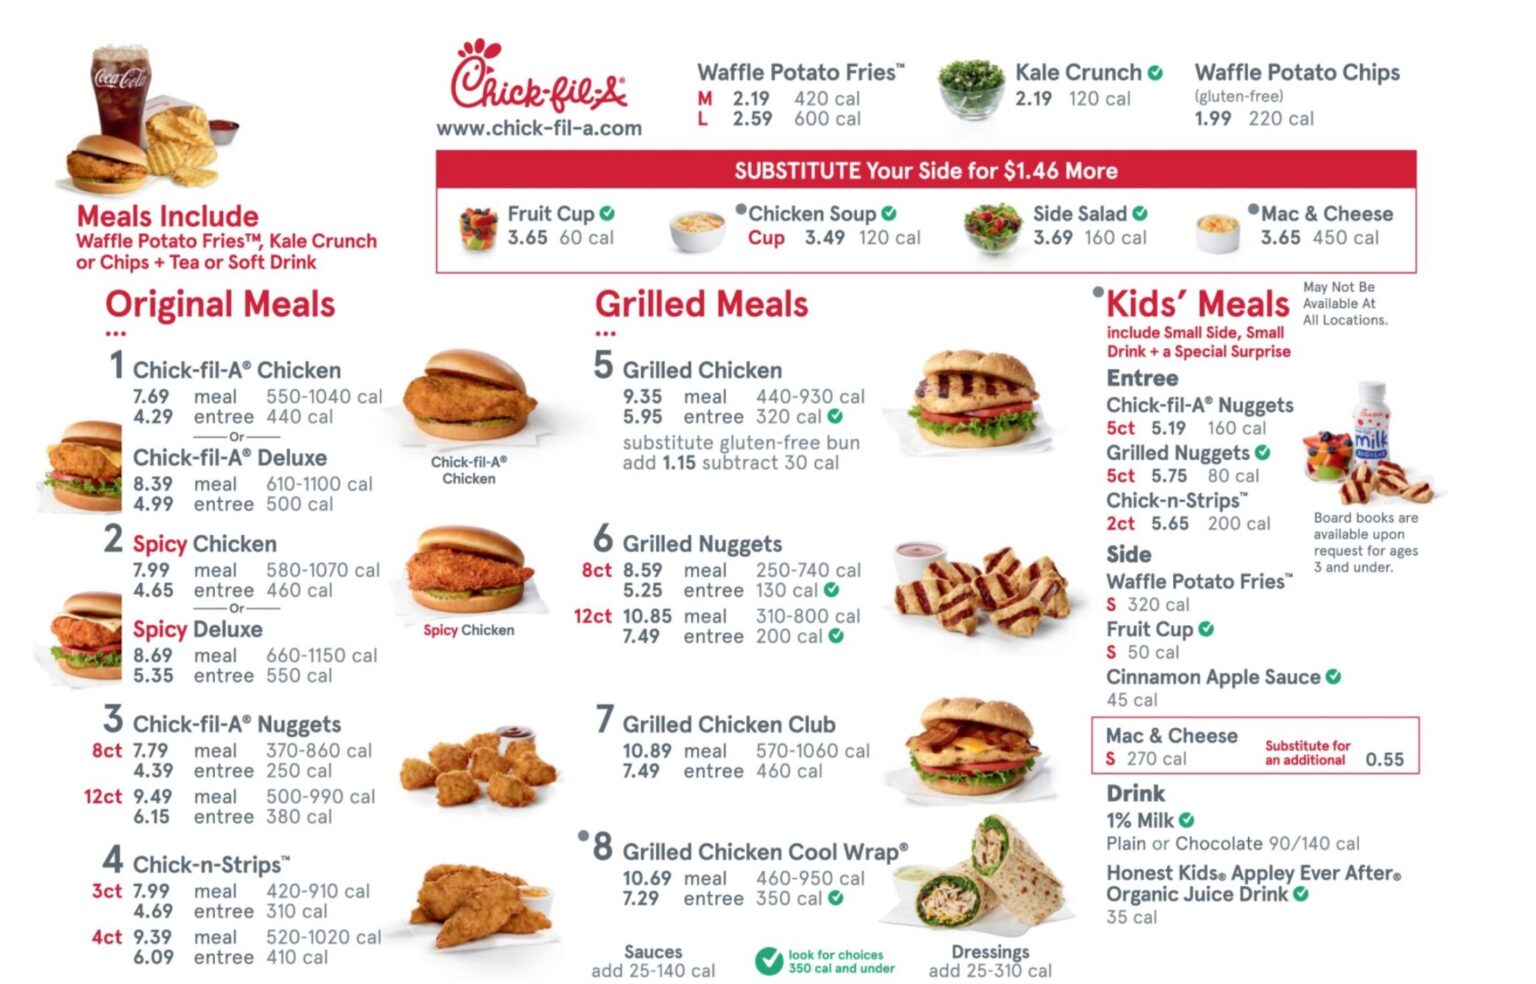 Coca-Cola
Chick-fil-A®
www.chick-fil-a.com
Waffle Potato Fries™
M 2.19 420 cal
L 2.59 600 cal
Kale Crunch
2.19 120 cal
Waffle Potato Chips
(gluten-free)
1.99 220 cal
SUBSTITUTE Your Side for $1.46 More
Fruit Cup
3.65 60 cal
Chicken Soup
Cup 3.49 120 cal
Side Salad
3.69 160 cal
Mac & Cheese
3.65 450 cal
Meals Include
Waffle Potato Fries™, Kale Crunch
or Chips + Tea or Soft Drink
Original Meals
1 Chick-fil-A® Chicken
7.69 meal 550-1040 cal
4.29 entree 440 cal
Or
Chick-fil-A® Deluxe
8.39 meal 610-1100 cal
4.99 entree 500 cal
Chick-fil-A®
Chicken
2 Spicy Chicken
7.99 meal 580-1070 cal
4.65 entree 460 cal
Or
Spicy Deluxe
8.69 meal 660-1150 cal
5.35 entree 550 cal
Spicy Chicken
3 Chick-fil-A® Nuggets
8ct 7.79 meal 370-860 cal
4.39 entree 250 cal
12ct 9.49 meal 500-990 cal
6.15 entree 380 cal
4 Chick-n-Strips™
3ct 7.99 meal 420-910 cal
4.69 entree 310 cal
4ct 9.39 meal 520-1020 cal
6.09 entree 410 cal
Grilled Meals
5 Grilled Chicken
9.35 meal 440-930 cal
5.95 entree 320 cal
substitute gluten-free bun
add 1.15 subtract 30 cal
6 Grilled Nuggets
8ct 8.59 meal 250-740 cal
5.25 entree 130 cal
12ct 10.85 meal 310-800 cal
7.49 entree 200 cal
7 Grilled Chicken Club
10.89 meal 570-1060 cal
7.49 entree 460 cal
8 Grilled Chicken Cool Wrap®
10.69 meal 460-950 cal
7.29 entree 350 cal
Sauces
add 25-140 cal
look for choices
350 cal and under
Dressings
add 25-310 cal
Kids' Meals
include Small Side, Small
Drink + a Special Surprise
May Not Be
Available At
All Locations.
Entree
Chick-fil-A® Nuggets
5ct 5.19 160 cal
Grilled Nuggets
5ct 5.75 80 cal
Chick-n-Strips™
2ct 5.65 200 cal
milk
Board books are
available upon
request for ages
3 and under.
Side
Waffle Potato Fries™
S 320 cal
Fruit Cup
S 50 cal
Cinnamon Apple Sauce
45 cal
Mac & Cheese
S 270 cal
Substitute for
an additional 0.55
Drink
1% Milk
Plain or Chocolate 90/140 cal
Honest Kids® Appley Ever After®
Organic Juice Drink
35 cal